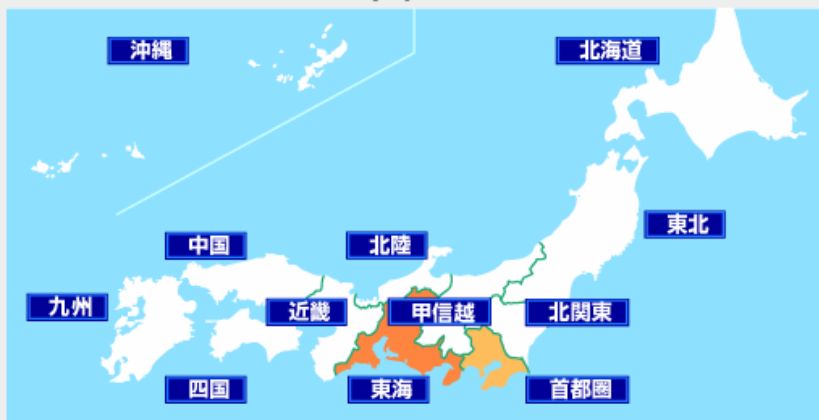 沖縄
北海道
東北
中国
北陸
九州
近畿
甲信越
北関東
四国
東海
首都圏